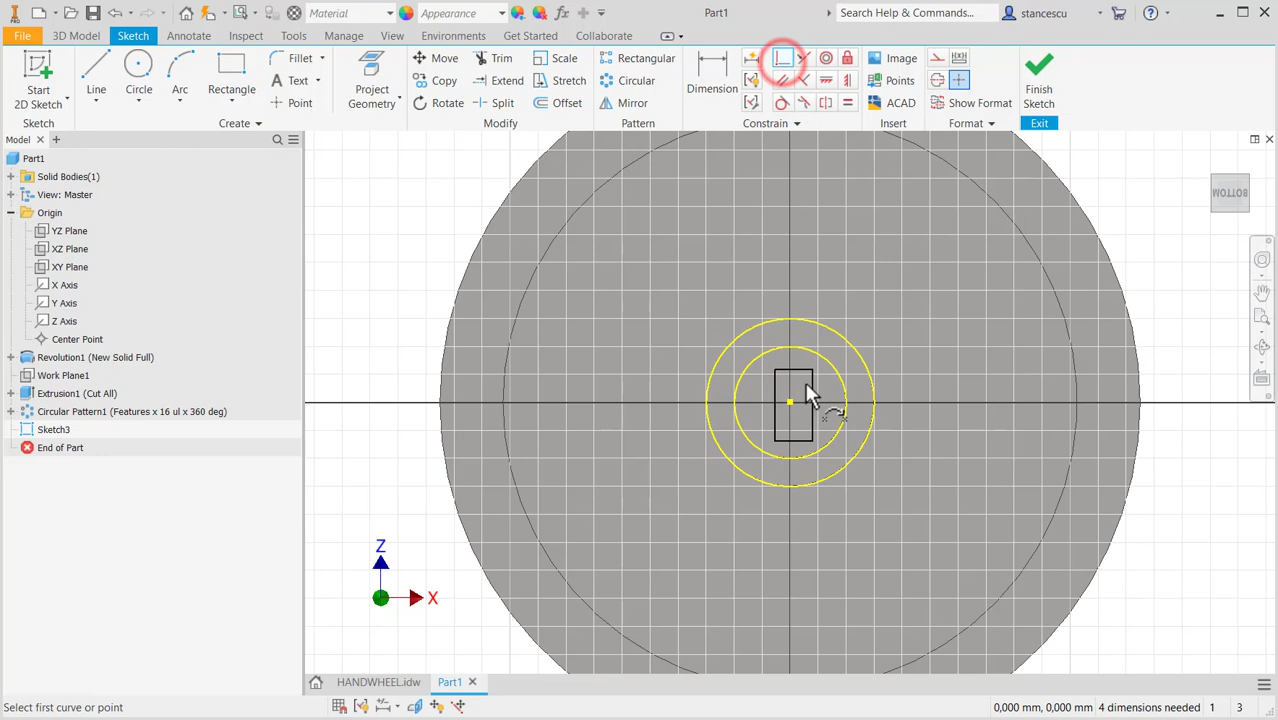 Material
Appearance
Part1
Search Help & Commands...
stancescu
PRO
File
3D Model
Sketch
Annotate
Inspect
Tools
Manage
View
Environments
Get Started
Collaborate
Start
2D Sketch
Line
Circle
Arc
Rectangle
Fillet
Text
Point
Project
Geometry
Move
Copy
Rotate
Trim
Extend
Split
Scale
Stretch
Offset
Rectangular
Circular
Mirror
Dimension
Image
Points
ACAD
Show Format
Finish
Sketch
Sketch
Create
Modify
Pattern
Constrain
Insert
Format
Exit
Model
Part1
Solid Bodies(1)
View: Master
Origin
YZ Plane
XZ Plane
XY Plane
X Axis
Y Axis
Z Axis
Center Point
Revolution1 (New Solid Full)
Work Plane1
Extrusion1 (Cut All)
Circular Pattern1 (Features x 16 ul x 360 deg)
Sketch3
End of Part
BOTTOM
Z
X
HANDWHEEL.idw
Part1
Select first curve or point
0,000 mm, 0,000 mm
4 dimensions needed
1
3